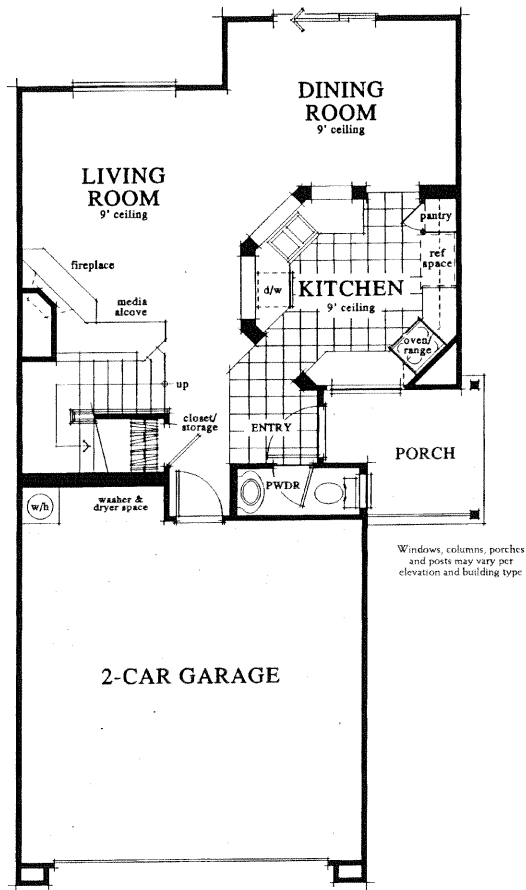 DINING
ROOM
9' ceiling
LIVING
ROOM
9' ceiling
pantry
fireplace
ref
space
d/w
KITCHEN
9' ceiling
media
alcove
oven/
range
up
closet/
storage
ENTRY
PORCH
PWDR
w/h
washer &
dryer space
Windows, columns, porches
and posts may vary per
elevation and building type
2-CAR GARAGE